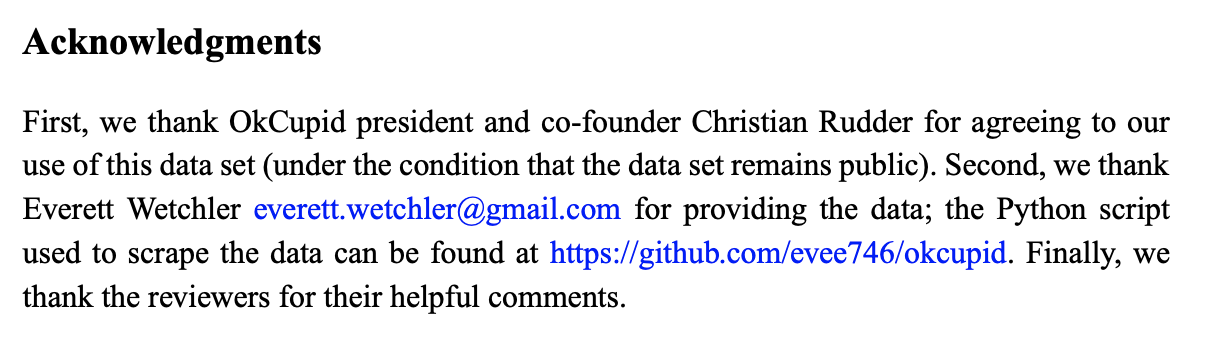 Acknowledgments
First, we thank OkCupid president and co-founder Christian Rudder for agreeing to our
use of this data set (under the condition that the data set remains public). Second, we thank
Everett Wetchler everett.wetchler@gmail.com for providing the data; the Python script
used to scrape the data can be found at https://github.com/evee746/okcupid. Finally, we
thank the reviewers for their helpful comments.